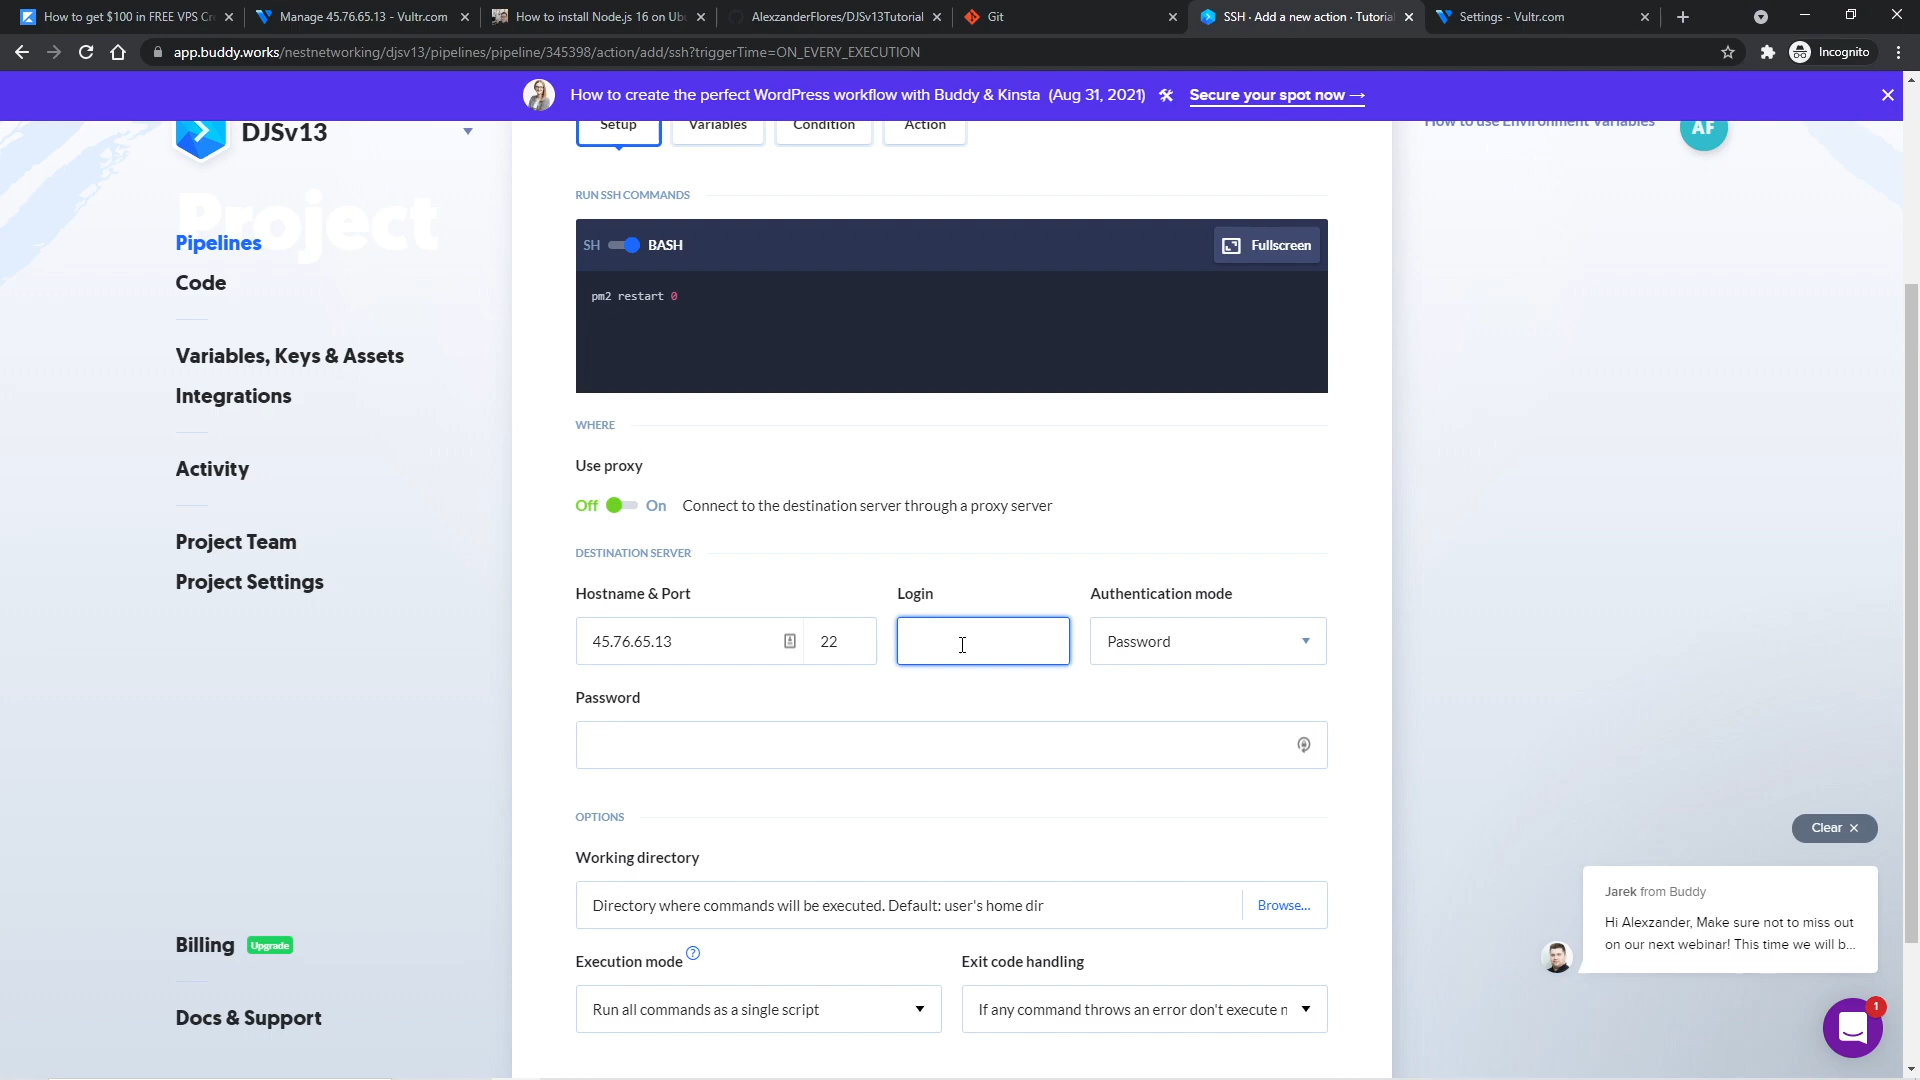 How to get $100 in FREE VPS Cr
Manage 45.76.65.13 - Vultr.com
How to install Node.js 16 on Ub
AlexzanderFlores/DJSv13Tutorial
Git
SSH · Add a new action · Tutoria
Settings - Vultr.com
app.buddy.works/nestnetworking/djsv13/pipelines/pipeline/345398/action/add/ssh?triggerTime=ON_EVERY_EXECUTION
Incognito
How to create the perfect WordPress workflow with Buddy & Kinsta (Aug 31, 2021) 🛠 Secure your spot now →
DJSv13
Setup
Variables
Condition
Action
How to use Environment Variables
AF
Project
Pipelines
Code
Variables, Keys & Assets
Integrations
Activity
Project Team
Project Settings
Billing Upgrade
Docs & Support
RUN SSH COMMANDS
SH BASH
Fullscreen
pm2 restart 0
WHERE
Use proxy
Off On Connect to the destination server through a proxy server
DESTINATION SERVER
Hostname & Port
Login
Authentication mode
45.76.65.13
22
Password
Password
OPTIONS
Working directory
Directory where commands will be executed. Default: user's home dir
Browse...
Execution mode ?
Exit code handling
Run all commands as a single script
If any command throws an error don't execute n
Clear ×
Jarek from Buddy
Hi Alexzander, Make sure not to miss out
on our next webinar! This time we will b...
1